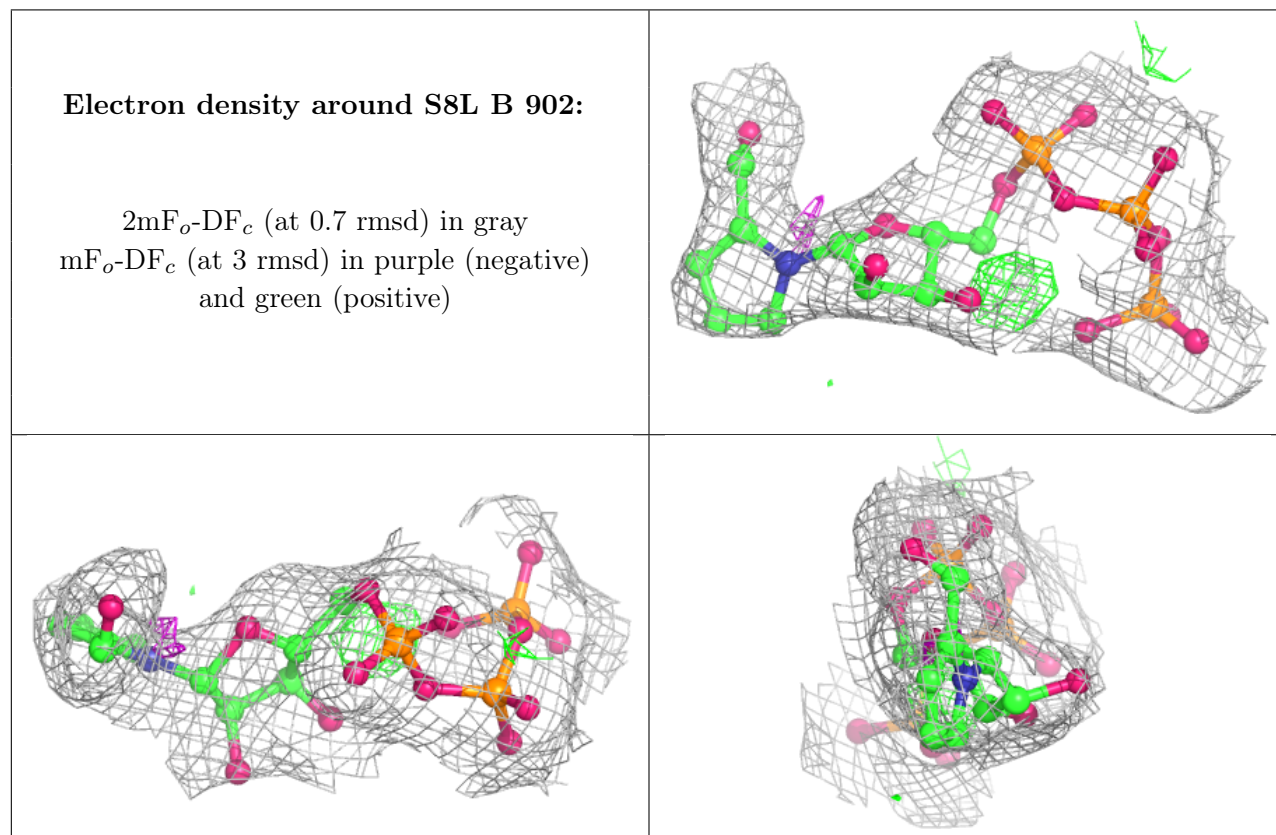 Electron density around S8L B 902:
2mFo-DFc (at 0.7 rmsd) in gray
mFo-DFc (at 3 rmsd) in purple (negative)
and green (positive)